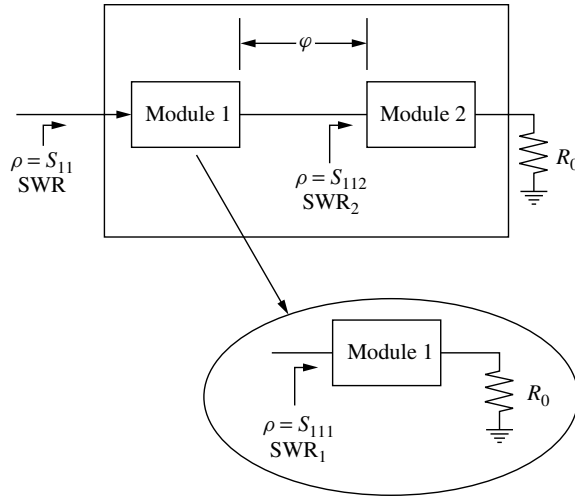 φ
Module 1
Module 2
ρ = S₁₁
SWR
ρ = S₁₁₂
SWR₂
R₀
Module 1
R₀
ρ = S₁₁₁
SWR₁